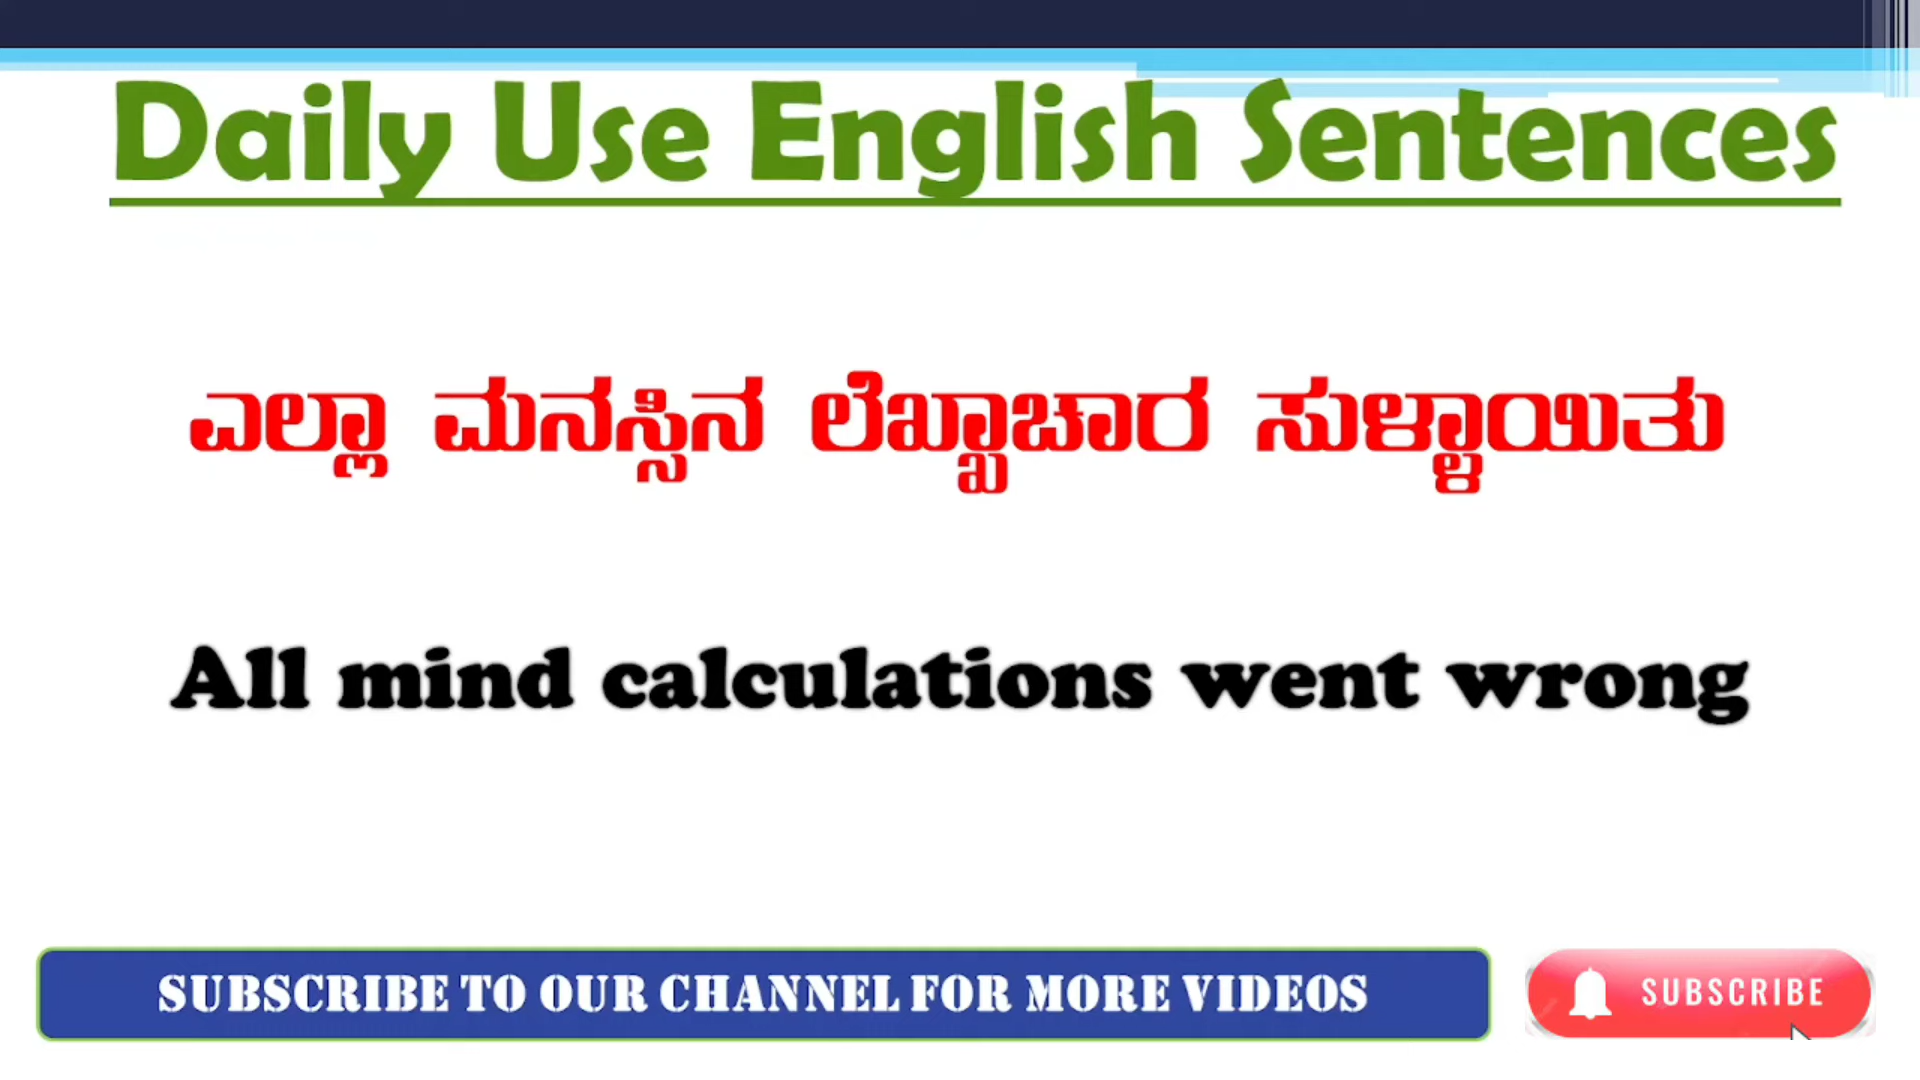 Daily Use English Sentences
ಎಲ್ಲಾ ಮನಸ್ಸಿನ ಲೆಖ್ಖಾಚಾರ ಸುಳ್ಳಾಯಿತು
All mind calculations went wrong
SUBSCRIBE TO OUR CHANNEL FOR MORE VIDEOS
SUBSCRIBE